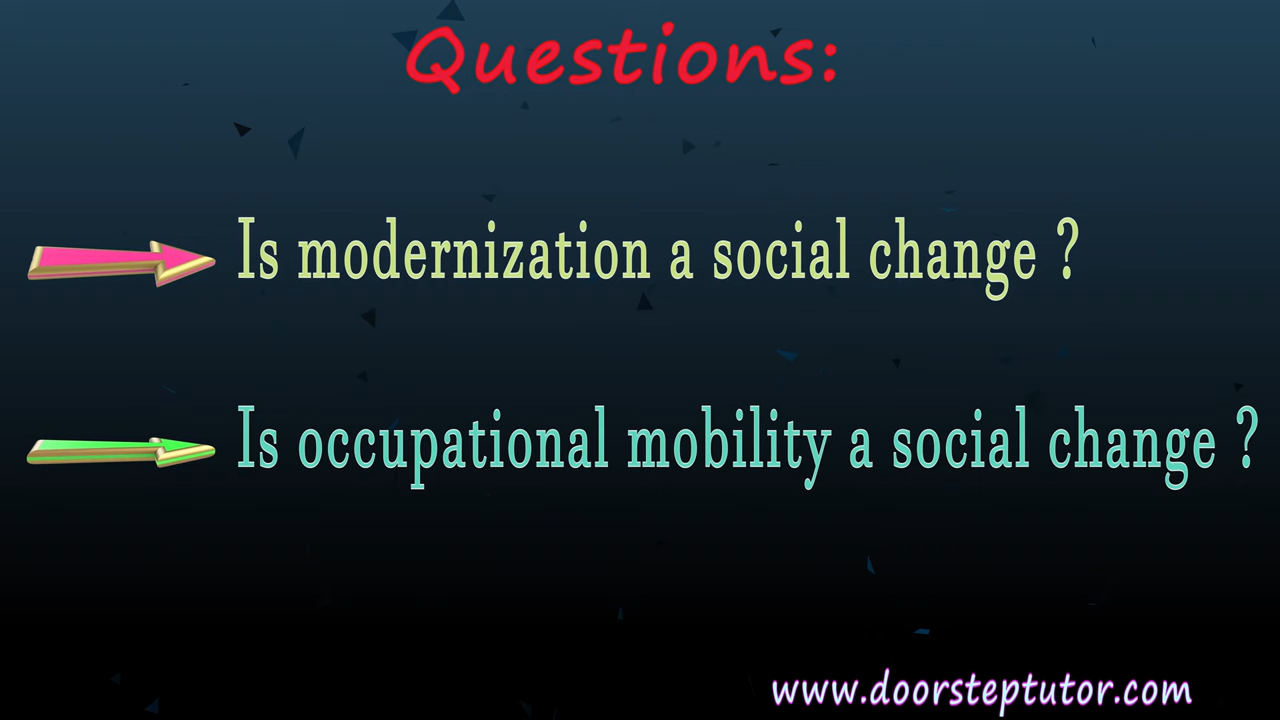 Questions:
Is modernization a social change ?
Is occupational mobility a social change ?
www.doorsteptutor.com